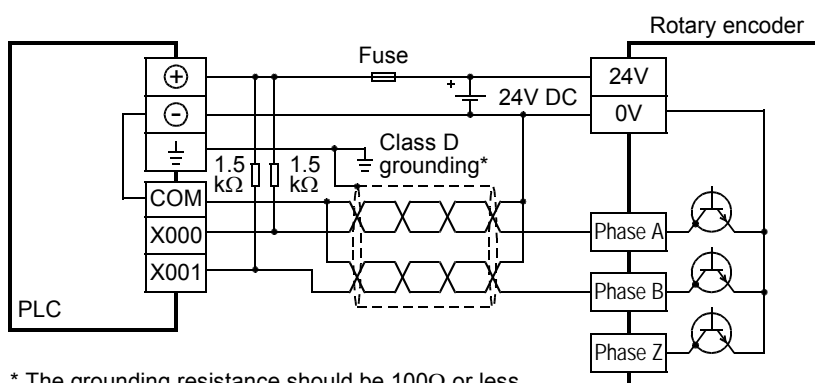 Rotary encoder
Fuse
24V
24V DC
0V
Class D
grounding*
1.5
kΩ
1.5
kΩ
COM
X000
X001
PLC
Phase A
Phase B
Phase Z
* The grounding resistance should be 100Ω or less.